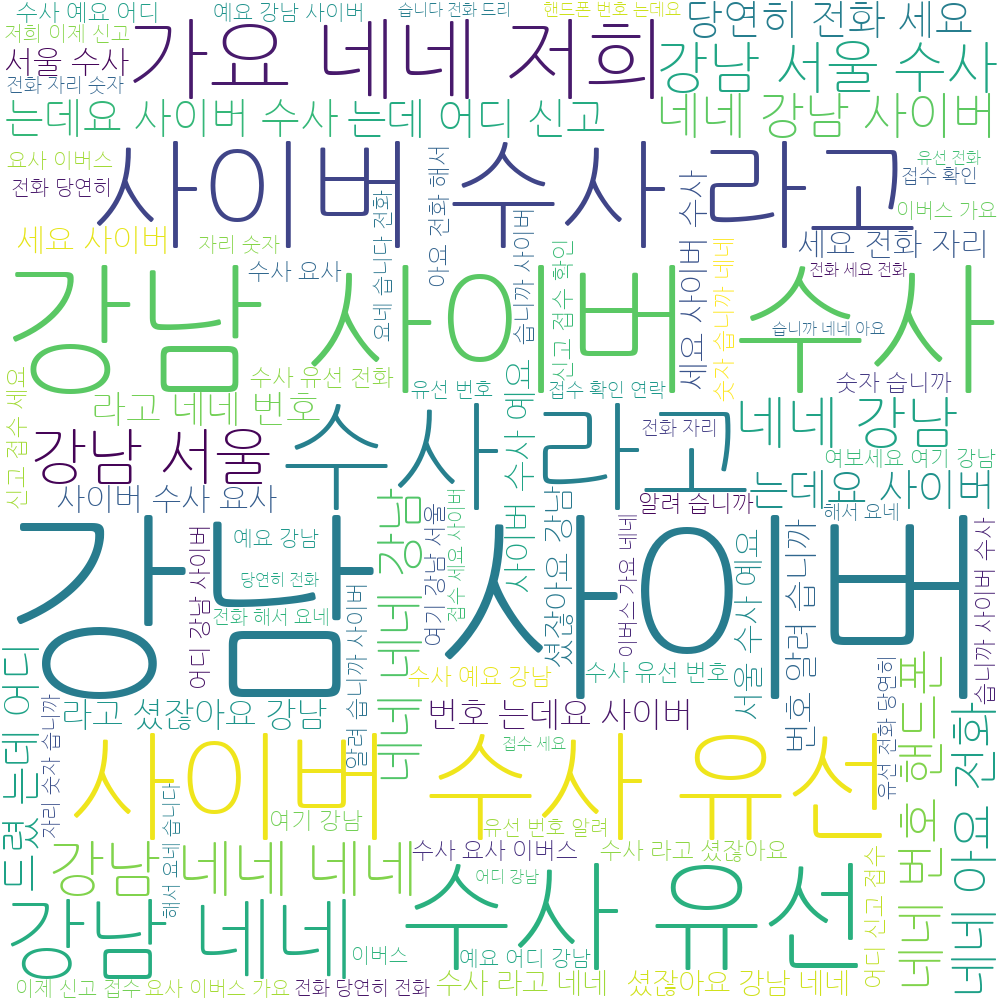 수사 예요 어디
예요 강남 사이버
습니다 전화 드리
핸드폰 번호 는데요
당연히 전화 세요
저희 이제 신고
가요 네네 저희
서울 수사
강남 서울 수사
전화 자리 숫자
는데요 사이버 수사
는데 어디 신고
네네 강남 사이버
요사 이버스
사이버 수사 라고
유선 전화
전화 당연히
접수 확인
이버스 가요
세요 사이버
자리 숫자
요네 습니다 전화
아요 전화 해서
습니까 사이버
신고 접수 확인
세요 사이버 수사
숫자 습니까 네네
세요 전화 자리
수사 요사
전화 세요 전화
강남 사이버 수사
습니까 네네 아요
수사 유선 전화
유선 번호
접수 확인 연락
숫자 습니까
신고 접수 세요
라고 네네 번호
사이버 수사 예요
네네 강남
강남 서울
수사 라고
전화 자리
여보세요 여기 강남
사이버 수사 요사
알려 습니까
는데요 사이버
해서 요네
강남 사이버
예요 강남
당연히 전화
전화 해서 요네
어디 강남 사이버
알려 습니까 사이버
네네 네네 강남
여기 강남 서울
접수 세요 사이버
셨잖아요 강남
이버스 가요 네네
서울 수사 예요
번호 알려 습니까
습니까 사이버 수사
수사 예요 강남
수사 유선 번호
드렸 는데 어디
자리 숫자 습니까
라고 셨잖아요 강남
번호 는데요 사이버
유선 전화 당연히
네네 번호 핸드폰
네네 아요 전화
접수 세요
사이버 수사 유선
여기 강남
유선 번호 알려
해서 요네 습니다
강남 네네 네네
수사 요사 이버스
수사 라고 셨잖아요
어디 강남
어디 신고 접수
강남 네네
수사 유선
이버스
예요 어디 강남
이제 신고 접수
요사 이버스 가요
전화 당연히 전화
수사 라고 네네
셨잖아요 강남 네네